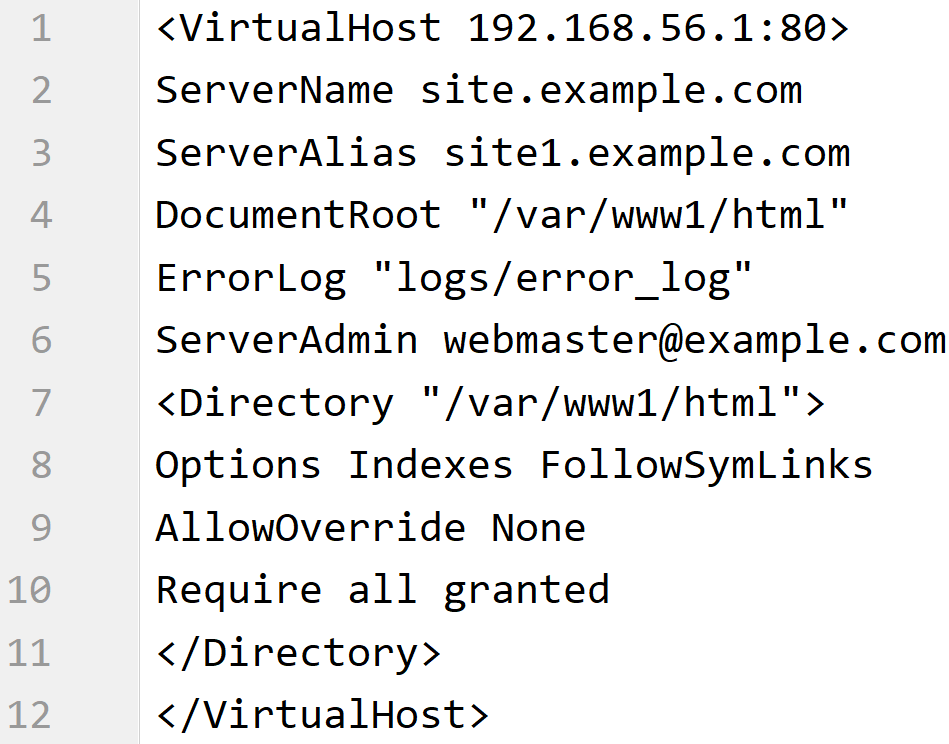 1 <VirtualHost 192.168.56.1:80>
2 ServerName site.example.com
3 ServerAlias site1.example.com
4 DocumentRoot "/var/www1/html"
5 ErrorLog "logs/error_log"
6 ServerAdmin webmaster@example.com
7 <Directory "/var/www1/html">
8 Options Indexes FollowSymLinks
9 AllowOverride None
10 Require all granted
11 </Directory>
12 </VirtualHost>